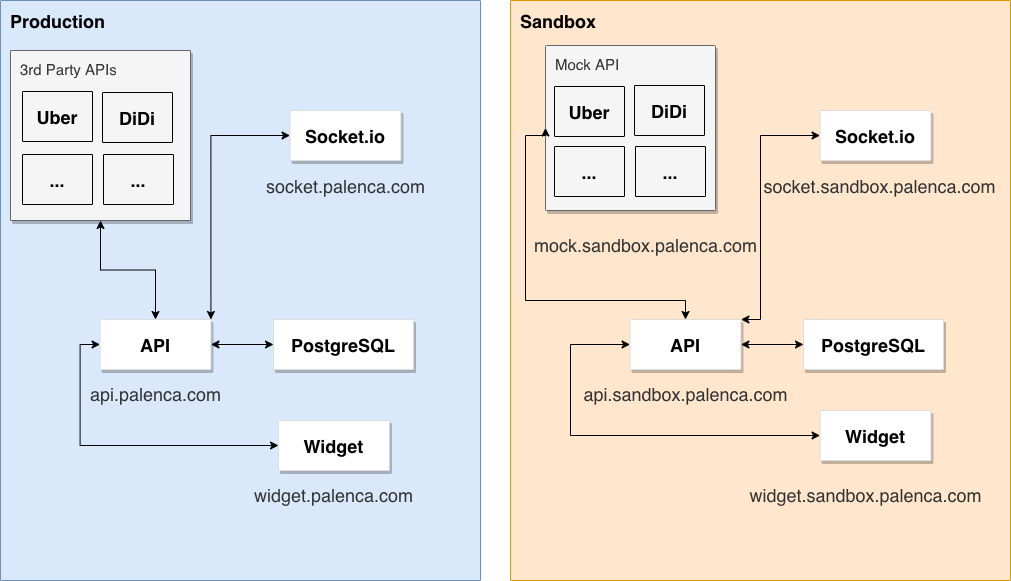 Production
3rd Party APIs
Uber
DiDi
...
...
Socket.io
socket.palenca.com
API
PostgreSQL
api.palenca.com
Widget
widget.palenca.com
Sandbox
Mock API
Uber
DiDi
...
...
Socket.io
socket.sandbox.palenca.com
mock.sandbox.palenca.com
API
PostgreSQL
api.sandbox.palenca.com
Widget
widget.sandbox.palenca.com